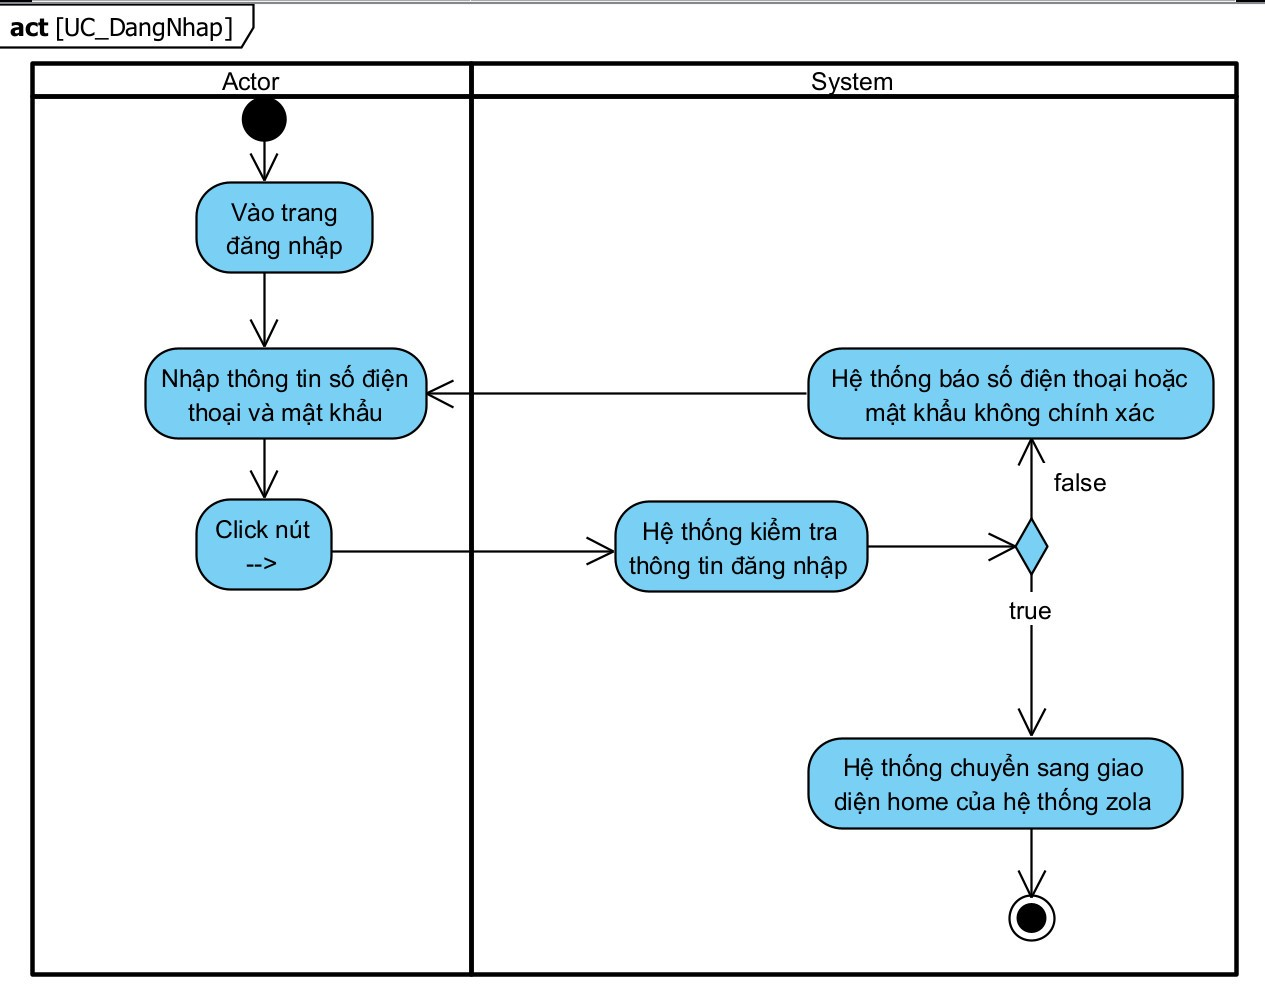 act [UC_DangNhap]
Actor
System
Vào trang
đăng nhập
Nhập thông tin số điện
thoại và mật khẩu
Hệ thống báo số điện thoại hoặc
mật khẩu không chính xác
false
Click nút
-->
Hệ thống kiểm tra
thông tin đăng nhập
true
Hệ thống chuyển sang giao
diện home của hệ thống zola